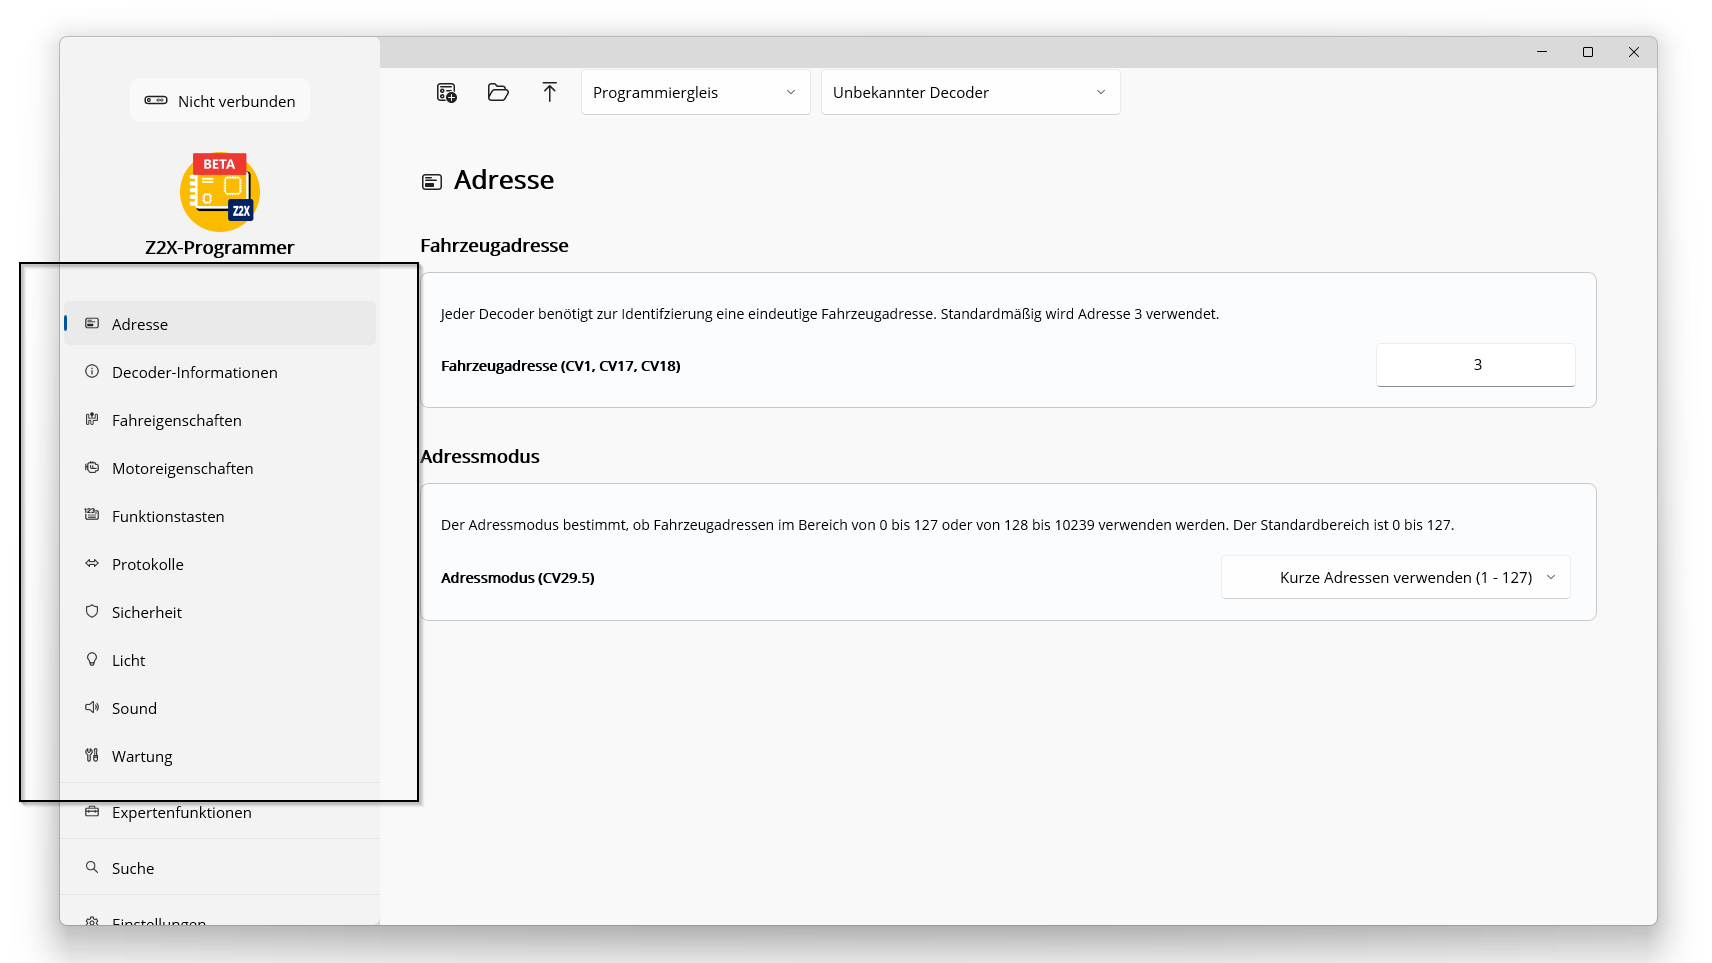 Nicht verbunden
BETA
Z2X
Z2X-Programmer
Adresse
Decoder-Informationen
Fahreigenschaften
Motoreigenschaften
123
Funktionstasten
Protokolle
Sicherheit
Licht
Sound
Wartung
Expertenfunktionen
Suche
Einstellungen
Programmiergleis
Unbekannter Decoder
Adresse
Fahrzeugadresse
Jeder Decoder benötigt zur Identifzierung eine eindeutige Fahrzeugadresse. Standardmäßig wird Adresse 3 verwendet.
Fahrzeugadresse (CV1, CV17, CV18)
3
Adressmodus
Der Adressmodus bestimmt, ob Fahrzeugadressen im Bereich von 0 bis 127 oder von 128 bis 10239 verwenden werden. Der Standardbereich ist 0 bis 127.
Adressmodus (CV29.5)
Kurze Adressen verwenden (1 - 127)